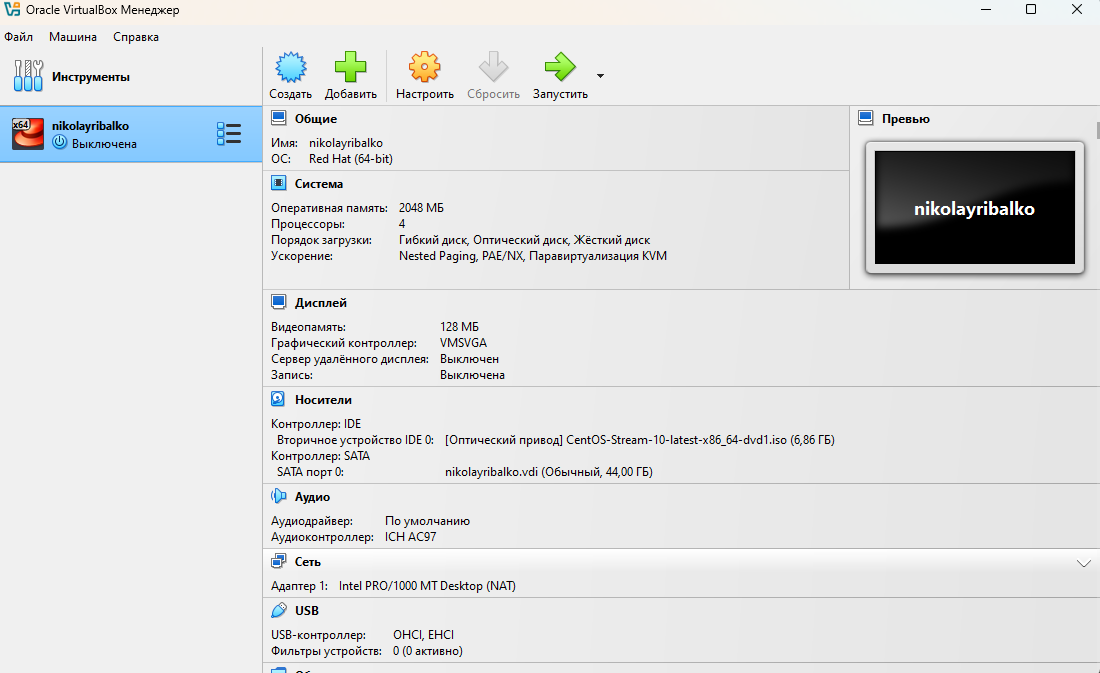 Oracle VirtualBox Менеджер
Файл Машина Справка
Инструменты
Создать Добавить Настроить Сбросить Запустить
x64
nikolayribalko
Выключена
Общие
Имя: nikolayribalko
ОС: Red Hat (64-bit)
Превью
nikolayribalko
Система
Оперативная память: 2048 МБ
Процессоры: 4
Порядок загрузки: Гибкий диск, Оптический диск, Жёсткий диск
Ускорение: Nested Paging, PAE/NX, Паравиртуализация KVM
Дисплей
Видеопамять: 128 МБ
Графический контроллер: VMSVGA
Сервер удалённого дисплея: Выключен
Запись: Выключена
Носители
Контроллер: IDE
Вторичное устройство IDE 0: [Оптический привод] CentOS-Stream-10-latest-x86_64-dvd1.iso (6,86 ГБ)
Контроллер: SATA
SATA порт 0: nikolayribalko.vdi (Обычный, 44,00 ГБ)
Аудио
Аудиодрайвер: По умолчанию
Аудиоконтроллер: ICH AC97
Сеть
Адаптер 1: Intel PRO/1000 MT Desktop (NAT)
USB
USB-контроллер: OHCI, EHCI
Фильтры устройств: 0 (0 активно)